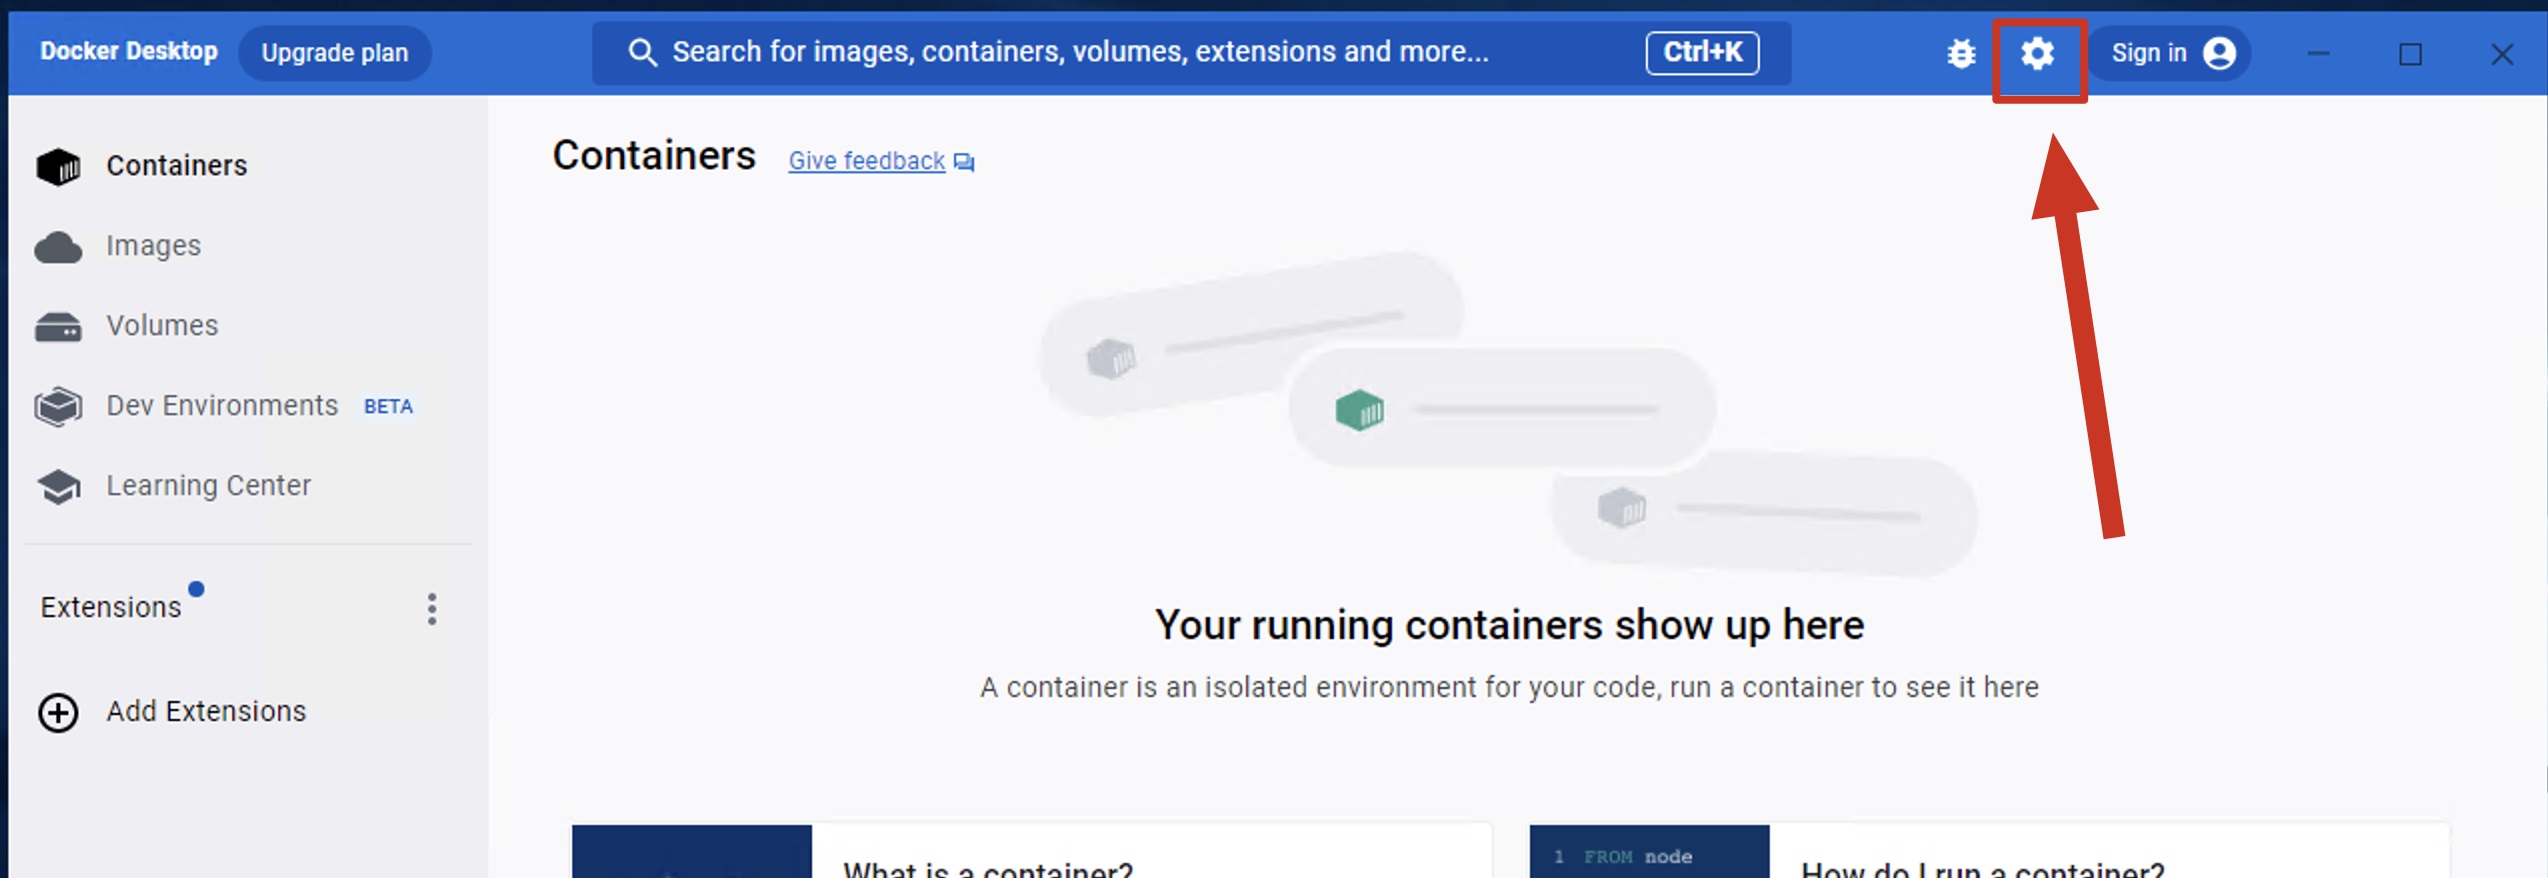 Docker Desktop
Upgrade plan
Search for images, containers, volumes, extensions and more...
Ctrl+K
Sign in
Containers
Images
Volumes
Dev Environments BETA
Learning Center
Extensions
Add Extensions
Containers
Give feedback
Your running containers show up here
A container is an isolated environment for your code, run a container to see it here
What is a container?
1 FROM node
How do I run a container?